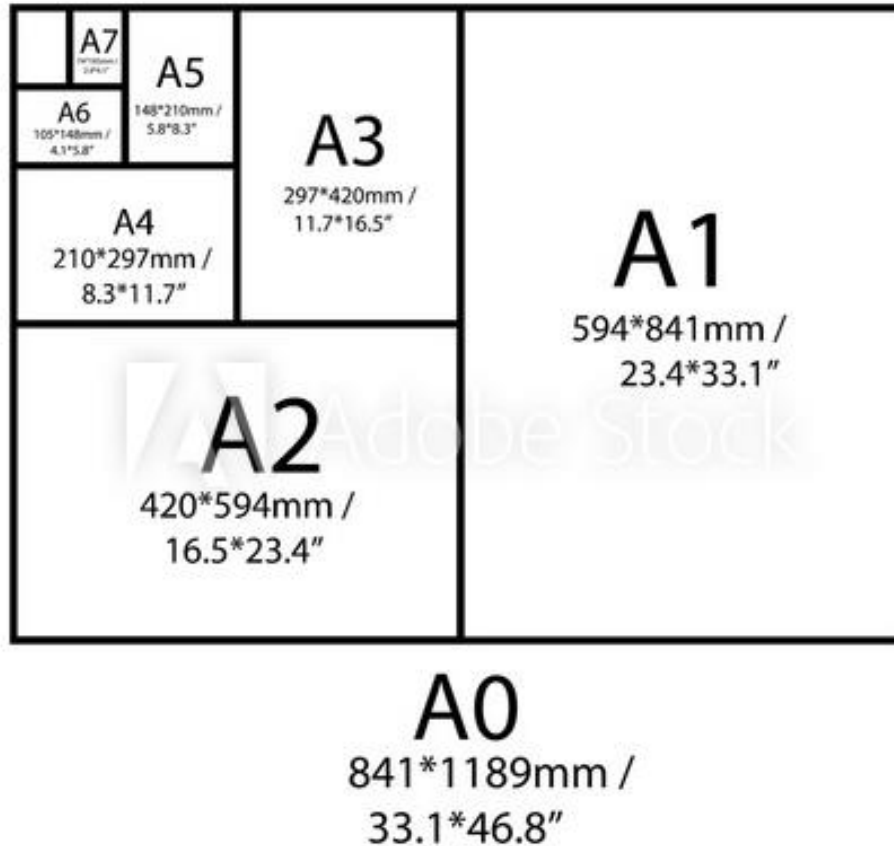 A7
A5
148*210mm /
5.8*8.3"
A6
105*148mm /
4.1*5.8"
A3
297*420mm /
11.7*16.5"
A4
210*297mm /
8.3*11.7"
A1
594*841mm /
23.4*33.1"
A2
420*594mm /
16.5*23.4"
Adobe Stock
A0
841*1189mm /
33.1*46.8"